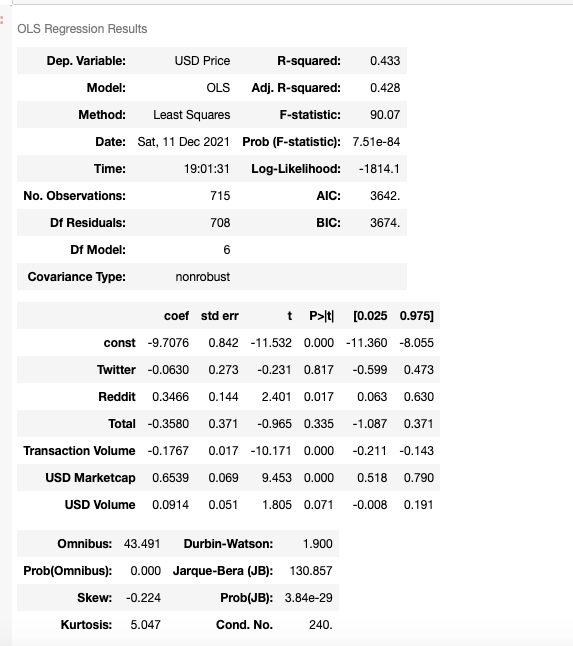 OLS Regression Results
Dep. Variable: USD Price R-squared: 0.433
Model: OLS Adj. R-squared: 0.428
Method: Least Squares F-statistic: 90.07
Date: Sat, 11 Dec 2021 Prob (F-statistic): 7.51e-84
Time: 19:01:31 Log-Likelihood: -1814.1
No. Observations: 715 AIC: 3642.
Df Residuals: 708 BIC: 3674.
Df Model: 6
Covariance Type: nonrobust
coef std err t P>|t| [0.025 0.975]
const -9.7076 0.842 -11.532 0.000 -11.360 -8.055
Twitter -0.0630 0.273 -0.231 0.817 -0.599 0.473
Reddit 0.3466 0.144 2.401 0.017 0.063 0.630
Total -0.3580 0.371 -0.965 0.335 -1.087 0.371
Transaction Volume -0.1767 0.017 -10.171 0.000 -0.211 -0.143
USD Marketcap 0.6539 0.069 9.453 0.000 0.518 0.790
USD Volume 0.0914 0.051 1.805 0.071 -0.008 0.191
Omnibus: 43.491 Durbin-Watson: 1.900
Prob(Omnibus): 0.000 Jarque-Bera (JB): 130.857
Skew: -0.224 Prob(JB): 3.84e-29
Kurtosis: 5.047 Cond. No. 240.